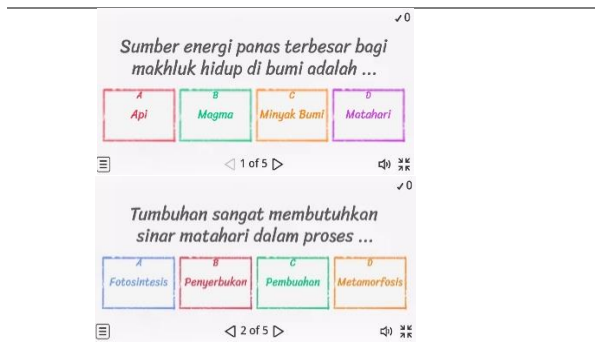 ✓0
Sumber energi panas terbesar bagi
makhluk hidup di bumi adalah ...
A B C D
Api Magma Minyak Bumi Matahari
1 of 5
✓0
Tumbuhan sangat membutuhkan
sinar matahari dalam proses ...
A B C D
Fotosintesis Penyerbukan Pembuahan Metamorfosis
2 of 5